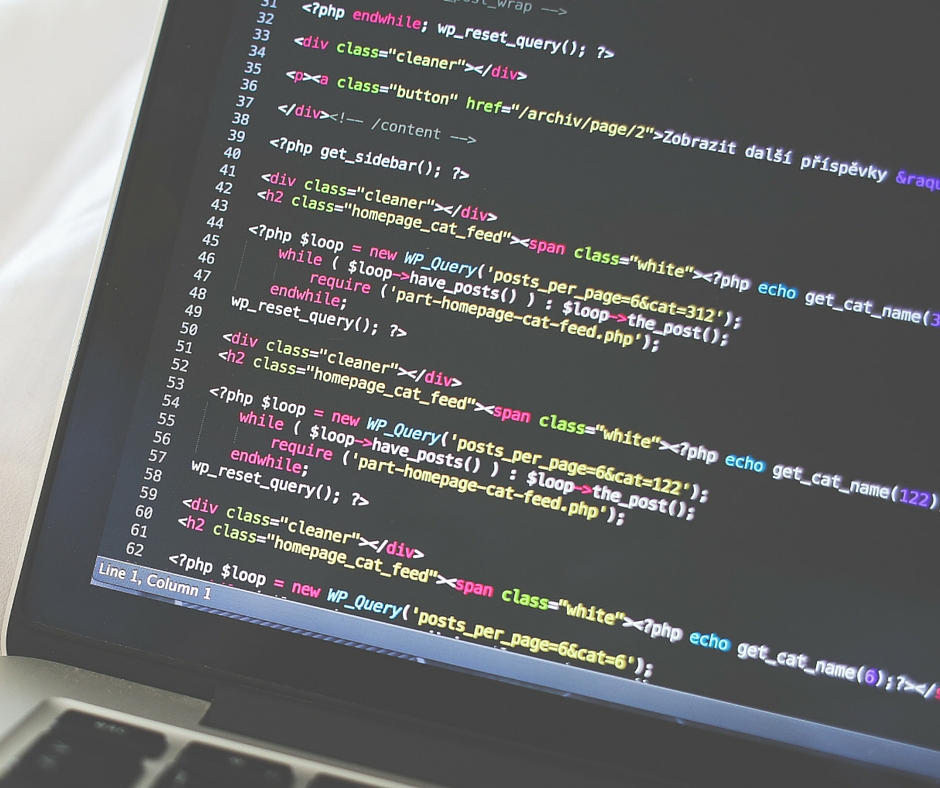 31 <?php endwhile; wp_reset_query(); ?>
32
33 <div class="cleaner"></div>
34
35 <p><a class="button" href="/archiv/page/2">Zobrazit další příspěvky &raqu
36
37 </div><!-- /content -->
38
39 <?php get_sidebar(); ?>
40
41 <div class="cleaner"></div>
42 <h2 class="homepage_cat_feed"><span class="white"><?php echo get_cat_name(3
43
44 <?php $loop = new WP_Query('posts_per_page=6&cat=312');
45 while ( $loop->have_posts() ) : $loop->the_post();
46 require ('part-homepage-cat-feed.php');
47 endwhile;
48 wp_reset_query(); ?>
49
50 <div class="cleaner"></div>
51 <h2 class="homepage_cat_feed"><span class="white"><?php echo get_cat_name(122)
52
53 <?php $loop = new WP_Query('posts_per_page=6&cat=122');
54 while ( $loop->have_posts() ) : $loop->the_post();
55 require ('part-homepage-cat-feed.php');
56 endwhile;
57 wp_reset_query(); ?>
58
59 <div class="cleaner"></div>
60 <h2 class="homepage_cat_feed"><span class="white"><?php echo get_cat_name(6);?></s
61
62 <?php $loop = new WP_Query('posts_per_page=6&cat=6');
Line 1, Column 1